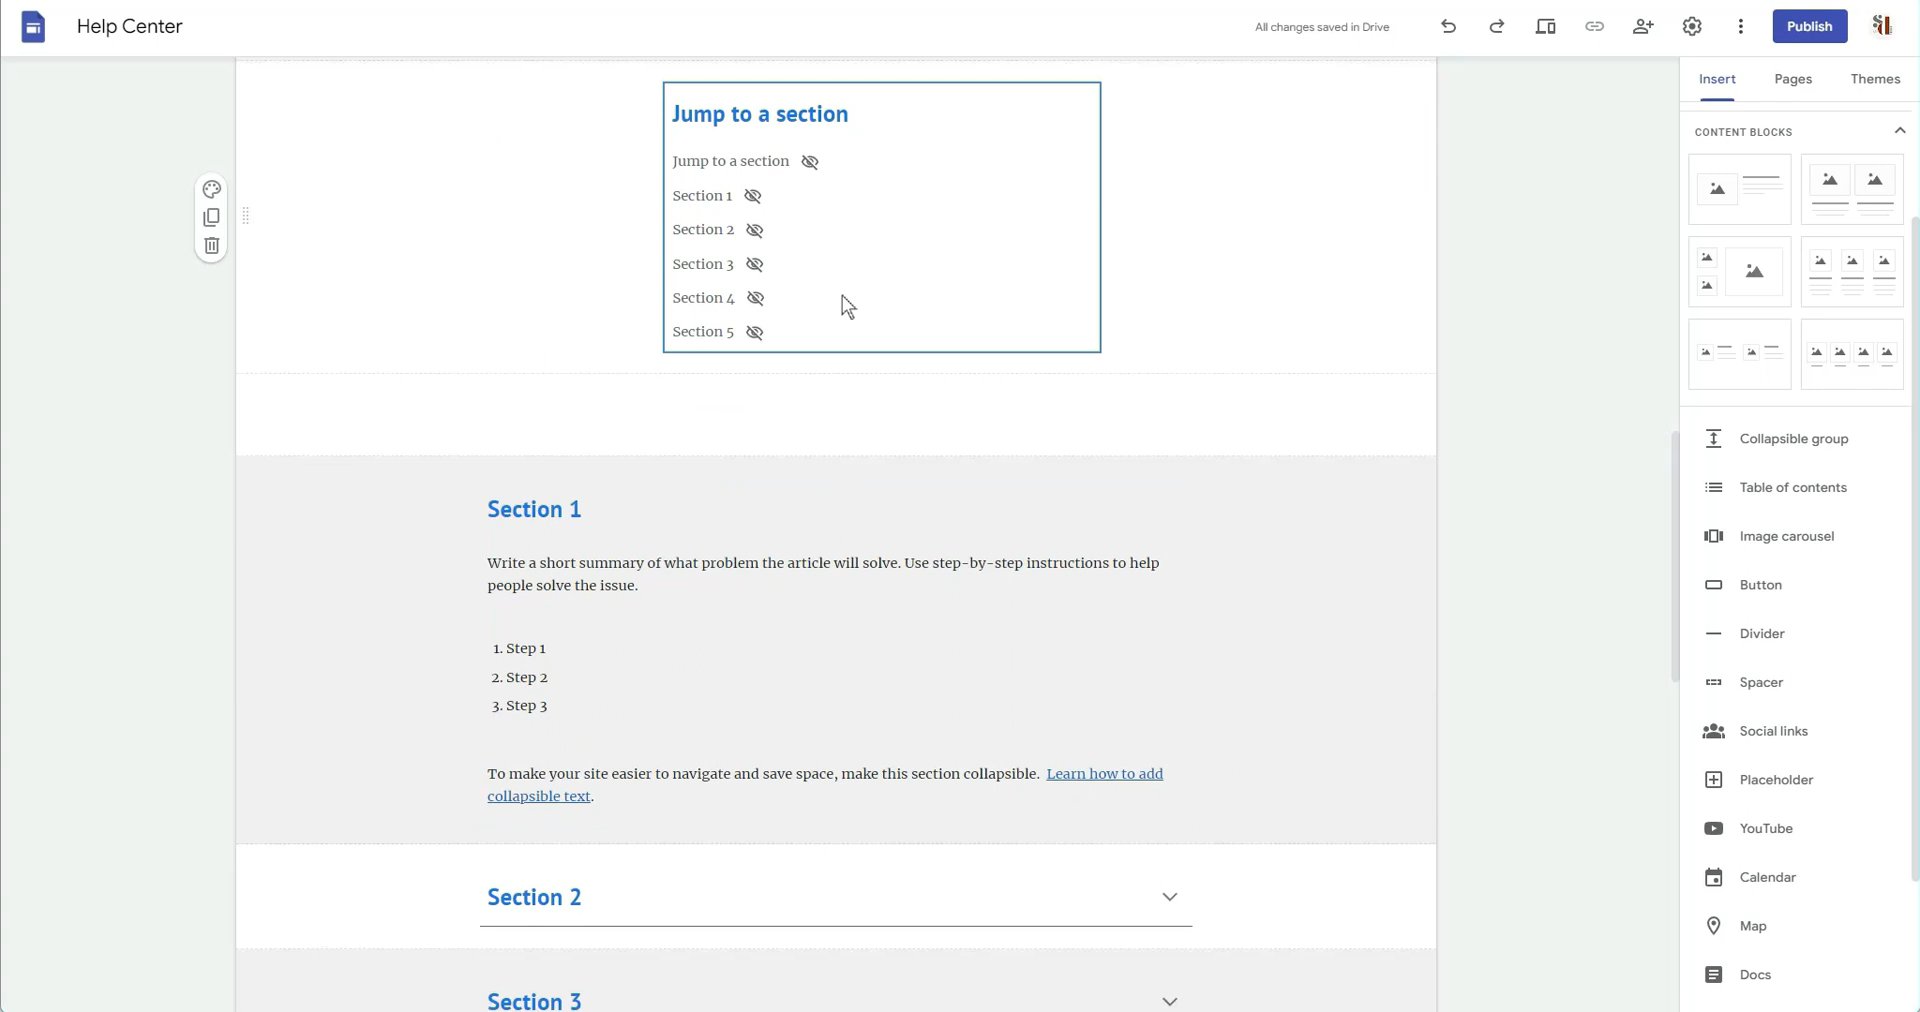 Help Center
All changes saved in Drive
Publish
Insert
Pages
Themes
CONTENT BLOCKS
Jump to a section
Jump to a section
Section 1
Section 2
Section 3
Section 4
Section 5
Section 1
Write a short summary of what problem the article will solve. Use step-by-step instructions to help
people solve the issue.
1. Step 1
2. Step 2
3. Step 3
To make your site easier to navigate and save space, make this section collapsible. Learn how to add
collapsible text.
Section 2
Section 3
Collapsible group
Table of contents
Image carousel
Button
Divider
Spacer
Social links
Placeholder
YouTube
Calendar
Map
Docs